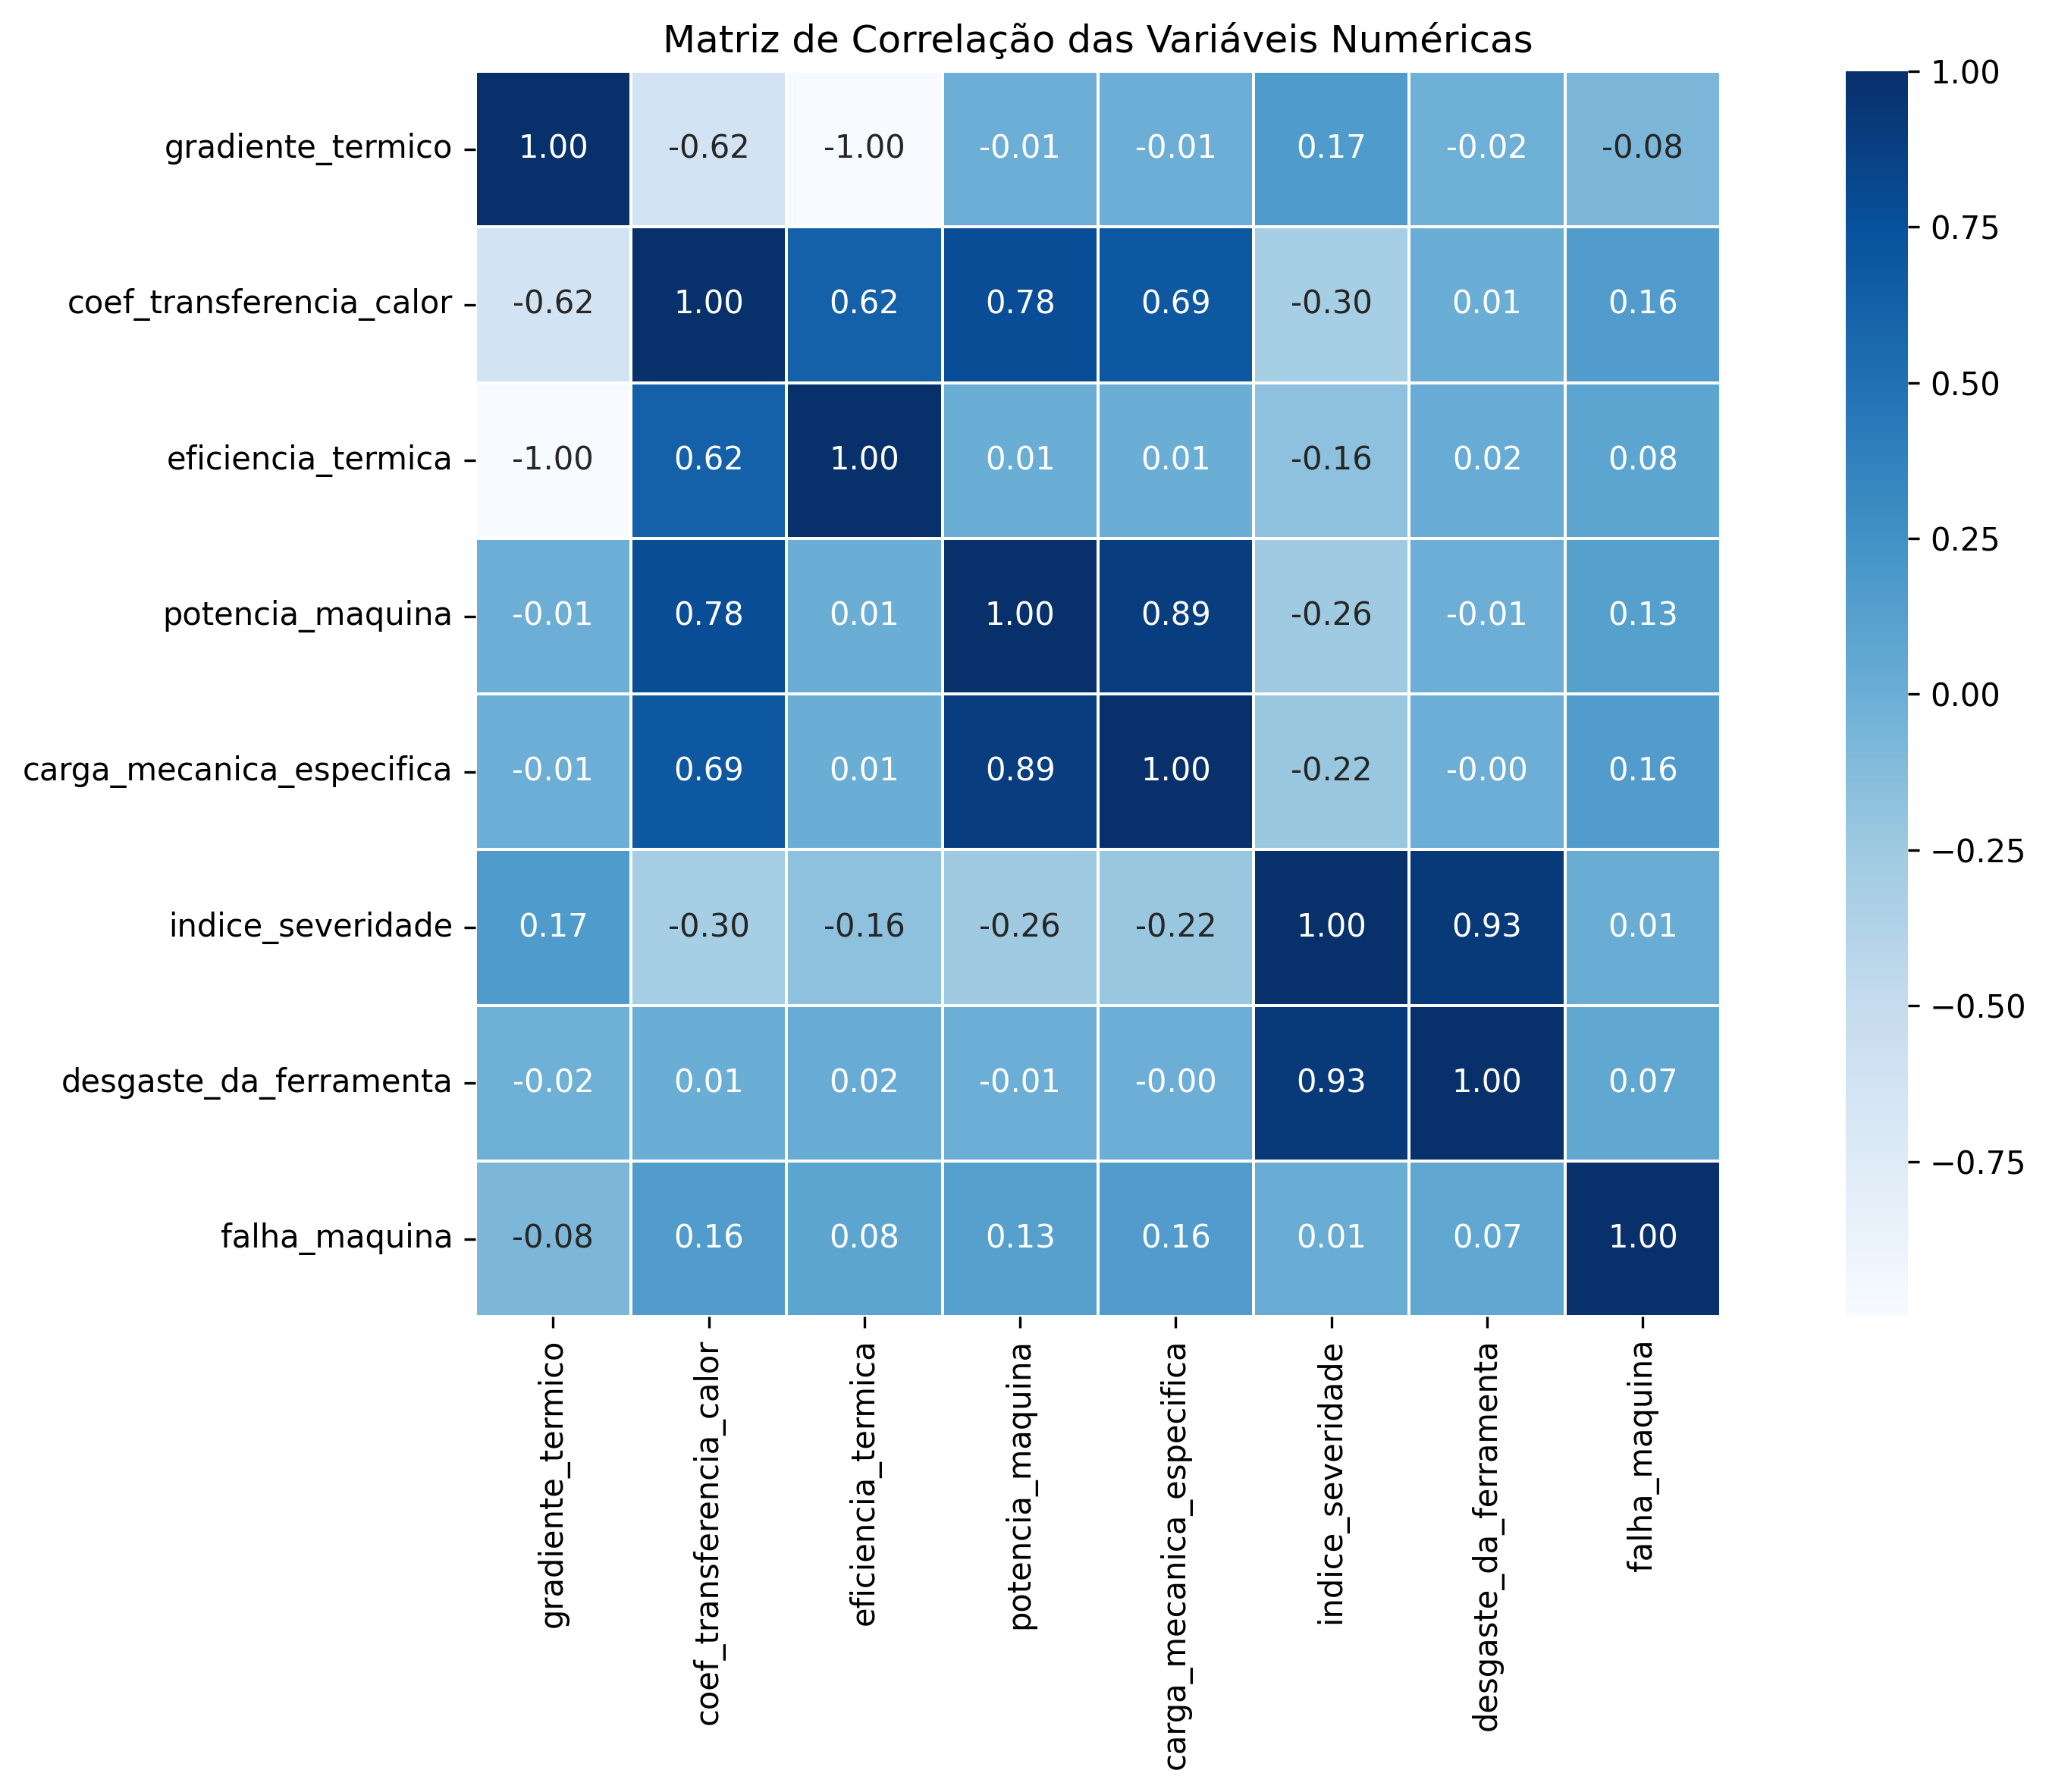 Matriz de Correlação das Variáveis Numéricas
gradiente_termico 1.00 -0.62 -1.00 -0.01 -0.01 0.17 -0.02 -0.08
coef_transferencia_calor -0.62 1.00 0.62 0.78 0.69 -0.30 0.01 0.16
eficiencia_termica -1.00 0.62 1.00 0.01 0.01 -0.16 0.02 0.08
potencia_maquina -0.01 0.78 0.01 1.00 0.89 -0.26 -0.01 0.13
carga_mecanica_especifica -0.01 0.69 0.01 0.89 1.00 -0.22 -0.00 0.16
indice_severidade 0.17 -0.30 -0.16 -0.26 -0.22 1.00 0.93 0.01
desgaste_da_ferramenta -0.02 0.01 0.02 -0.01 -0.00 0.93 1.00 0.07
falha_maquina -0.08 0.16 0.08 0.13 0.16 0.01 0.07 1.00
gradiente_termico
coef_transferencia_calor
eficiencia_termica
potencia_maquina
carga_mecanica_especifica
indice_severidade
desgaste_da_ferramenta
falha_maquina
1.00
0.75
0.50
0.25
0.00
−0.25
−0.50
−0.75